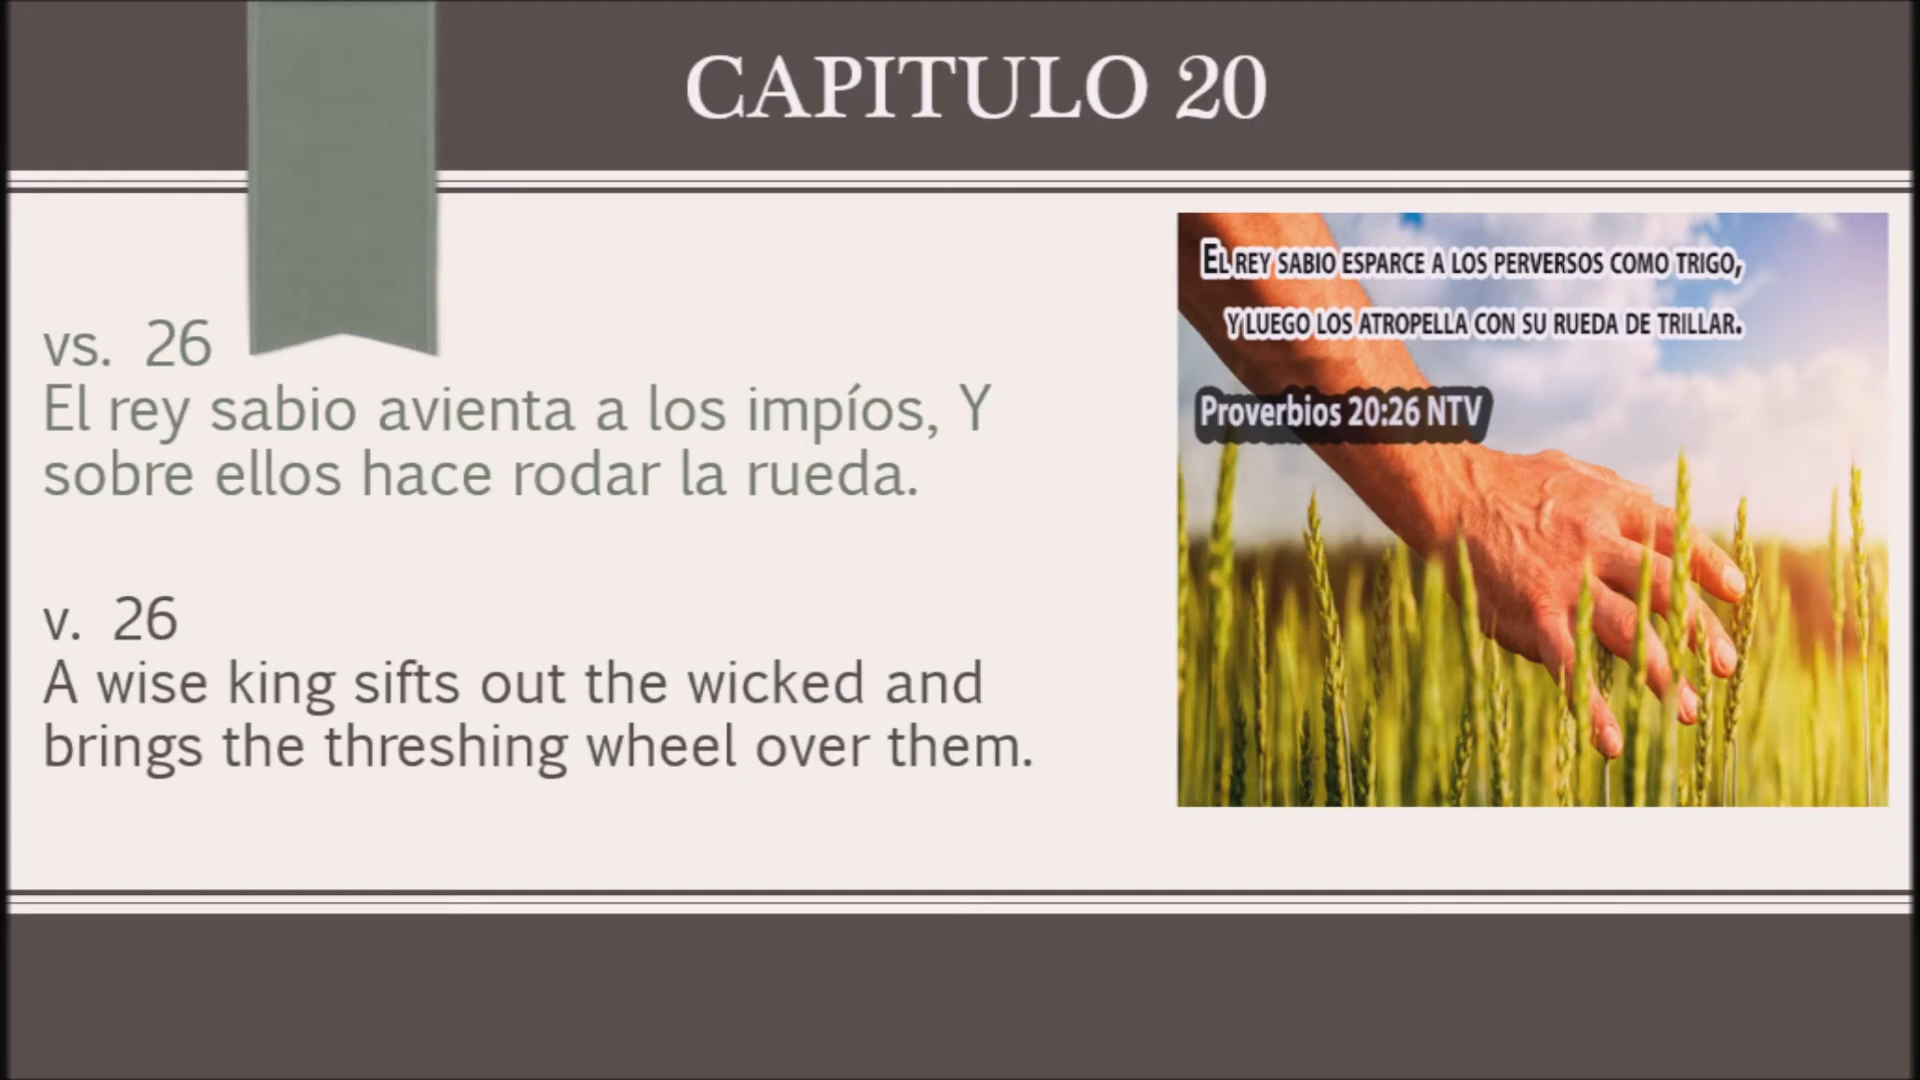 CAPITULO 20
vs. 26
El rey sabio avienta a los impíos, Y
sobre ellos hace rodar la rueda.
v. 26
A wise king sifts out the wicked and
brings the threshing wheel over them.
El rey sabio esparce a los perversos como trigo,
y luego los atropella con su rueda de trillar.
Proverbios 20:26 NTV